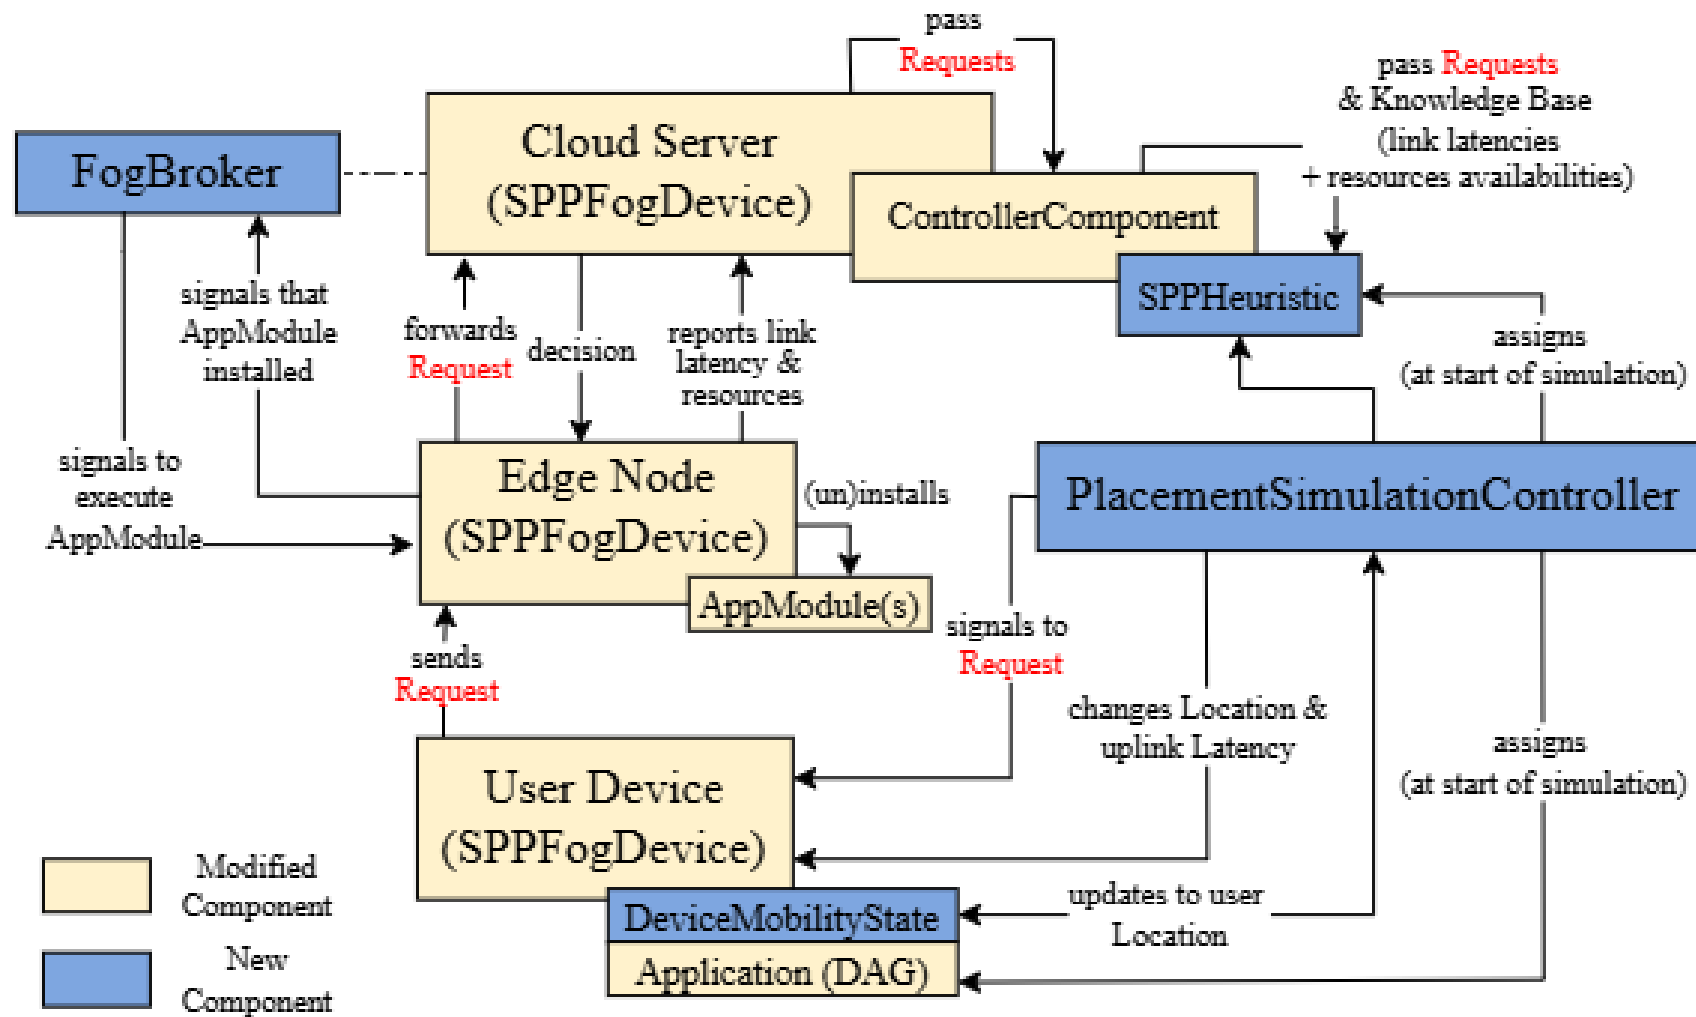 pass
Requests
pass Requests
& Knowledge Base
(link latencies
+ resources availabilities)
Cloud Server
(SPPFogDevice)
FogBroker
ControllerComponent
SPPHeuristic
signals that
AppModule
installed
forwards
Request
decision
reports link
latency &
resources
assigns
(at start of simulation)
signals to
execute
AppModule
Edge Node
(SPPFogDevice)
(un)installs
AppModule(s)
PlacementSimulationController
sends
Request
signals to
Request
changes Location &
uplink Latency
assigns
(at start of simulation)
User Device
(SPPFogDevice)
DeviceMobilityState
Application (DAG)
updates to user
Location
Modified
Component
New
Component